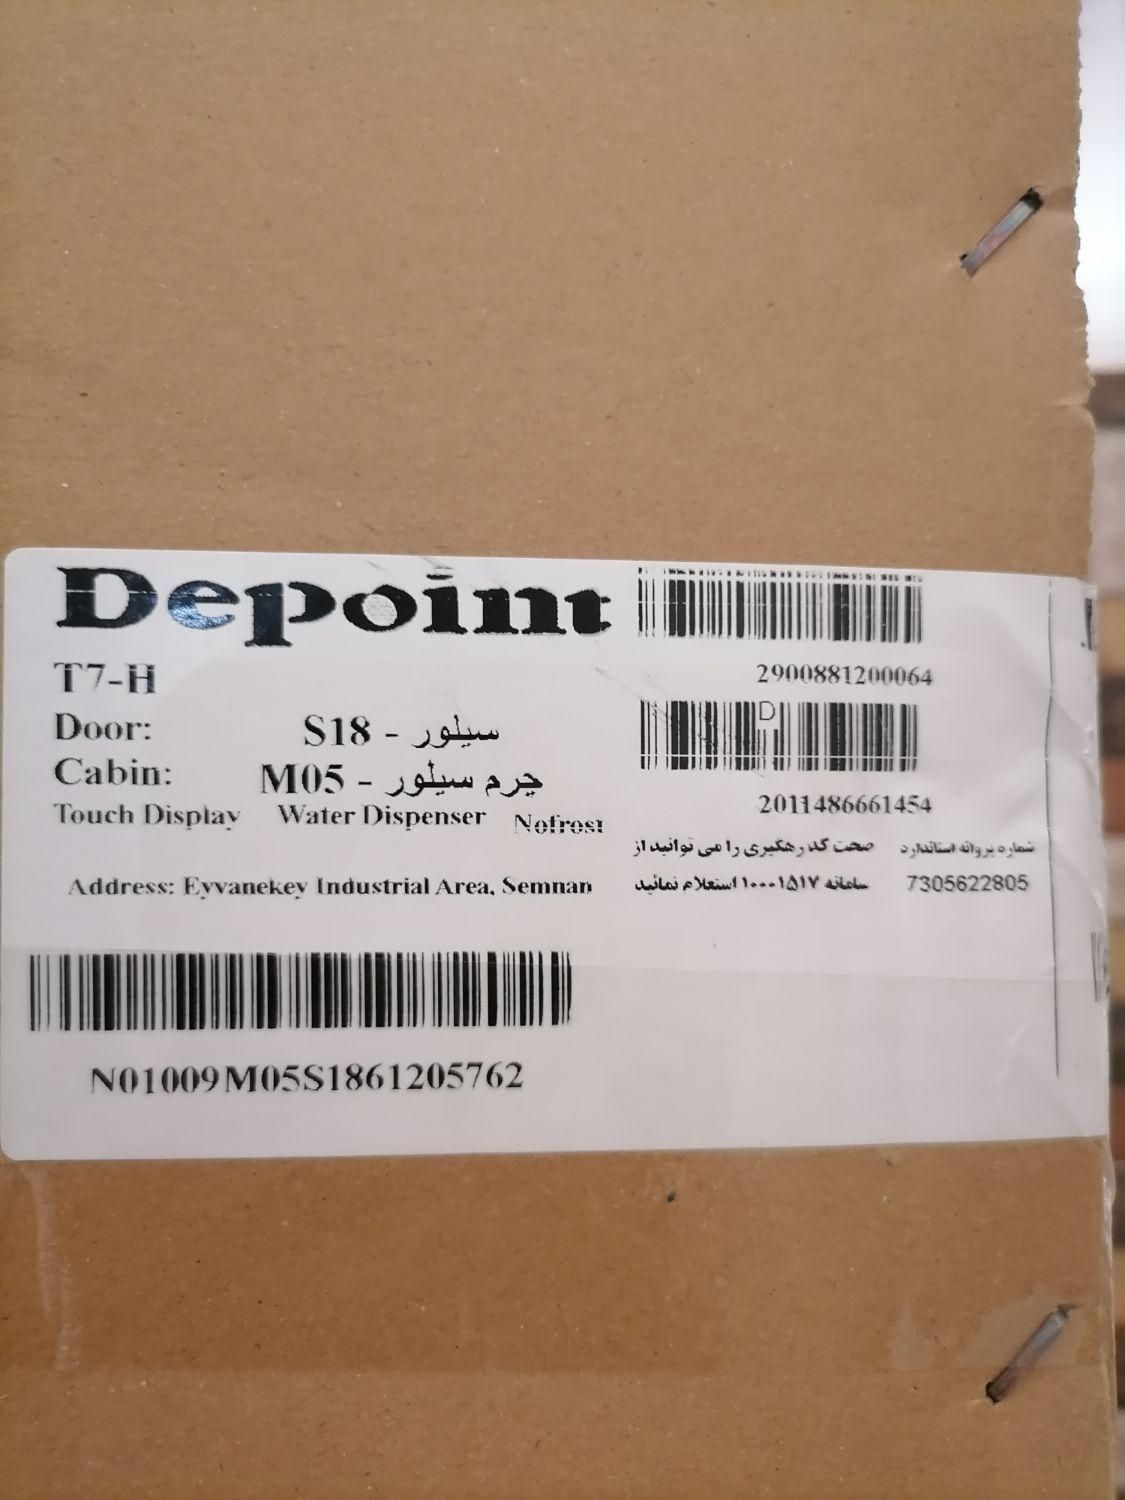 Depoint
T7-H
Door: S18 - سیلور
Cabin: M05 - چرم سیلور
Touch Display Water Dispenser Nofrost
Address: Eyvanekey Industrial Area, Semnan
N01009M05S1861205762
2900881200064
D
2011486661454
صحت کد رهگیری را می توانید از
سامانه ۱۰۰۰۱۵۱۷ استعلام نمائید
شماره پروانه استاندارد
7305622805